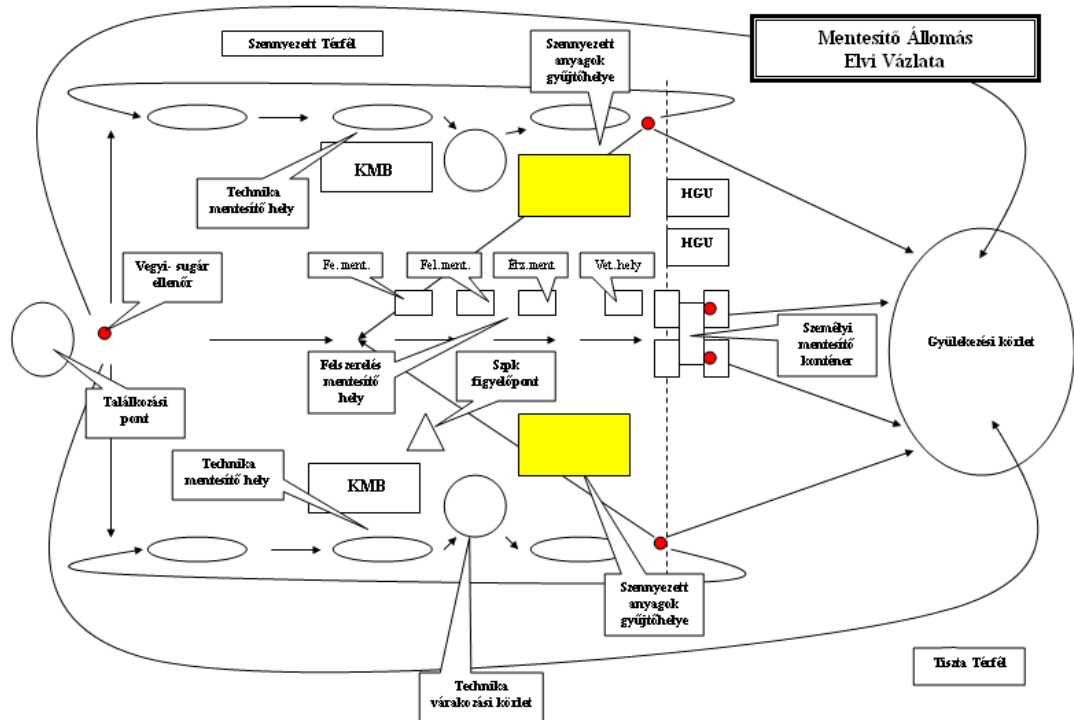 Mentesítő Állomás
Elvi Vázlata
Szennyezett Térfél
Szennyezett
anyagok
gyűjtőhelye
KMB
Technika
mentesítő hely
HGU
HGU
Vegyi- sugár
ellenőr
Fe. ment.
Fel.ment.
Érz.ment
Vet.hely
Találkozási
pont
Felszerelés
mentesítő
hely
Szpk
figyelőpont
Személyi
mentesítő
konténer
Gyülekezési körlet
Technika
mentesítő hely
KMB
Szennyezett
anyagok
gyűjtőhelye
Technika
várakozási körlet
Tiszta Térfél